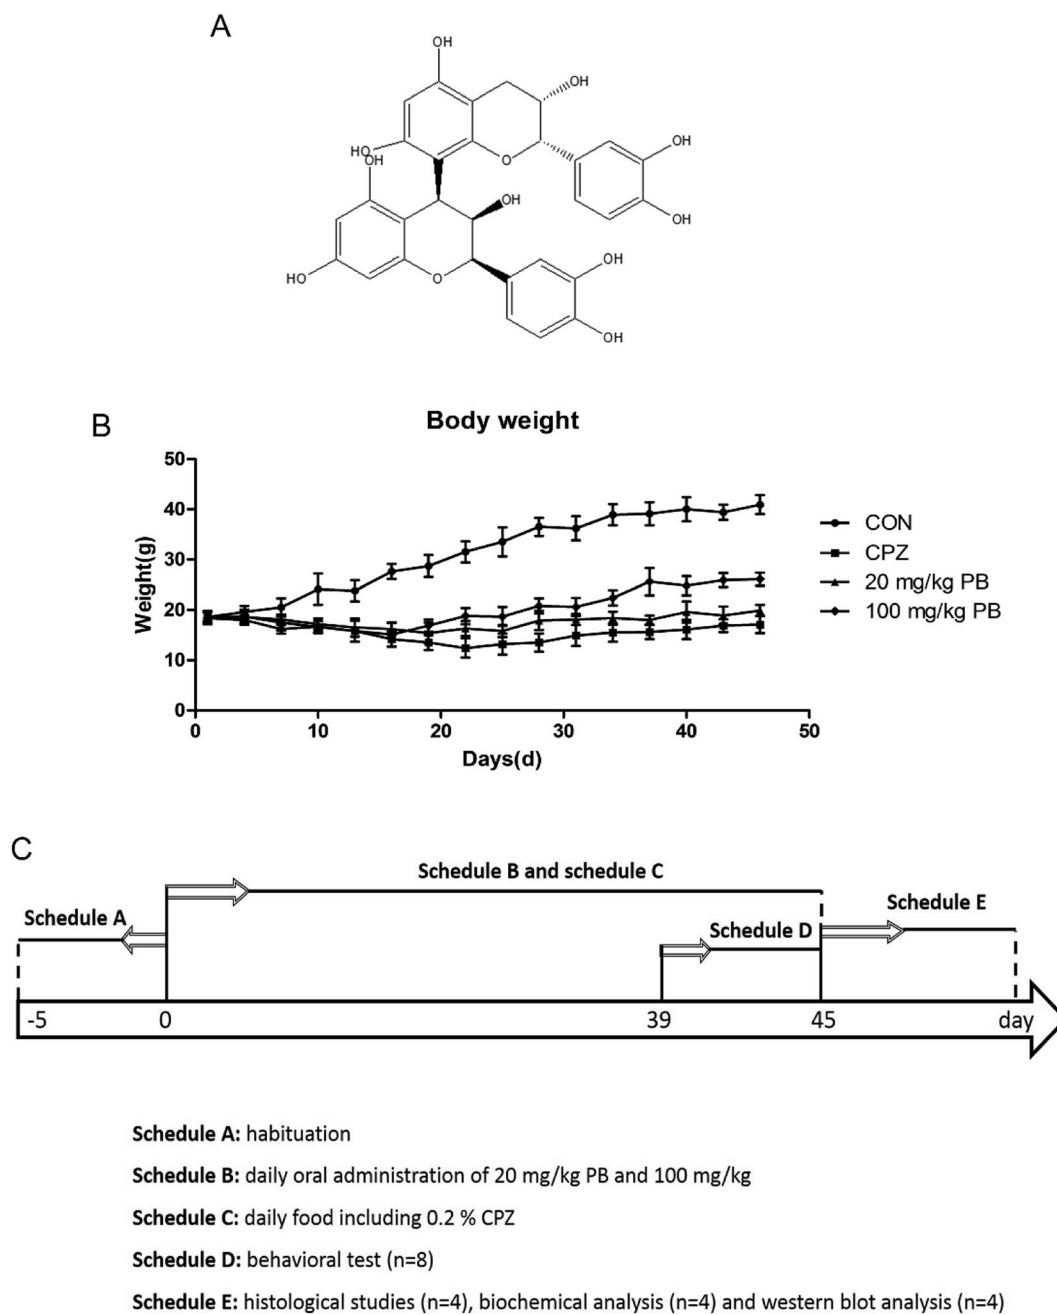 A
OH
OH
O
HO
OH
OH
OH
OH
O
HO
OH
OH
B
Body weight
Weight(g)
50
40
30
20
10
0
0 10 20 30 40 50
Days(d)
CON
CPZ
20 mg/kg PB
100 mg/kg PB
C
Schedule A
Schedule B and schedule C
Schedule D
Schedule E
-5 0 39 45 day
Schedule A: habituation
Schedule B: daily oral administration of 20 mg/kg PB and 100 mg/kg
Schedule C: daily food including 0.2 % CPZ
Schedule D: behavioral test (n=8)
Schedule E: histological studies (n=4), biochemical analysis (n=4) and western blot analysis (n=4)